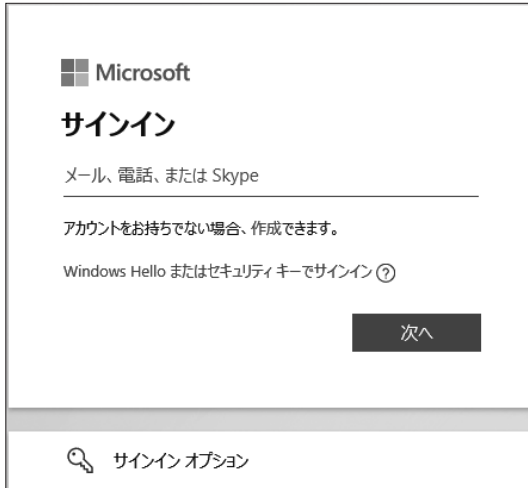 Microsoft
サインイン
メール、電話、または Skype
アカウントをお持ちでない場合、作成できます。
Windows Hello またはセキュリティ キーでサインイン ?
次へ
サインイン オプション